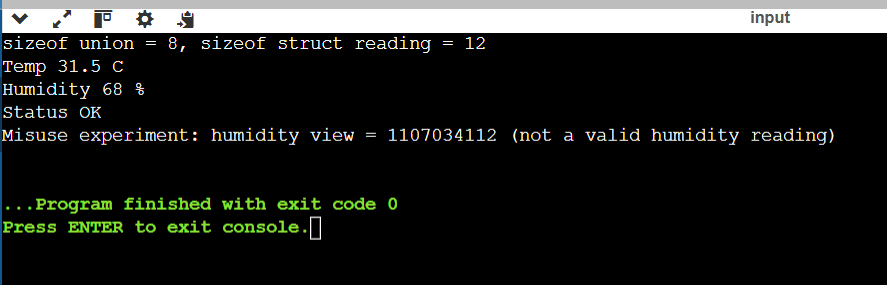 input
sizeof union = 8, sizeof struct reading = 12
Temp 31.5 C
Humidity 68 %
Status OK
Misuse experiment: humidity view = 1107034112 (not a valid humidity reading)
...Program finished with exit code 0
Press ENTER to exit console.